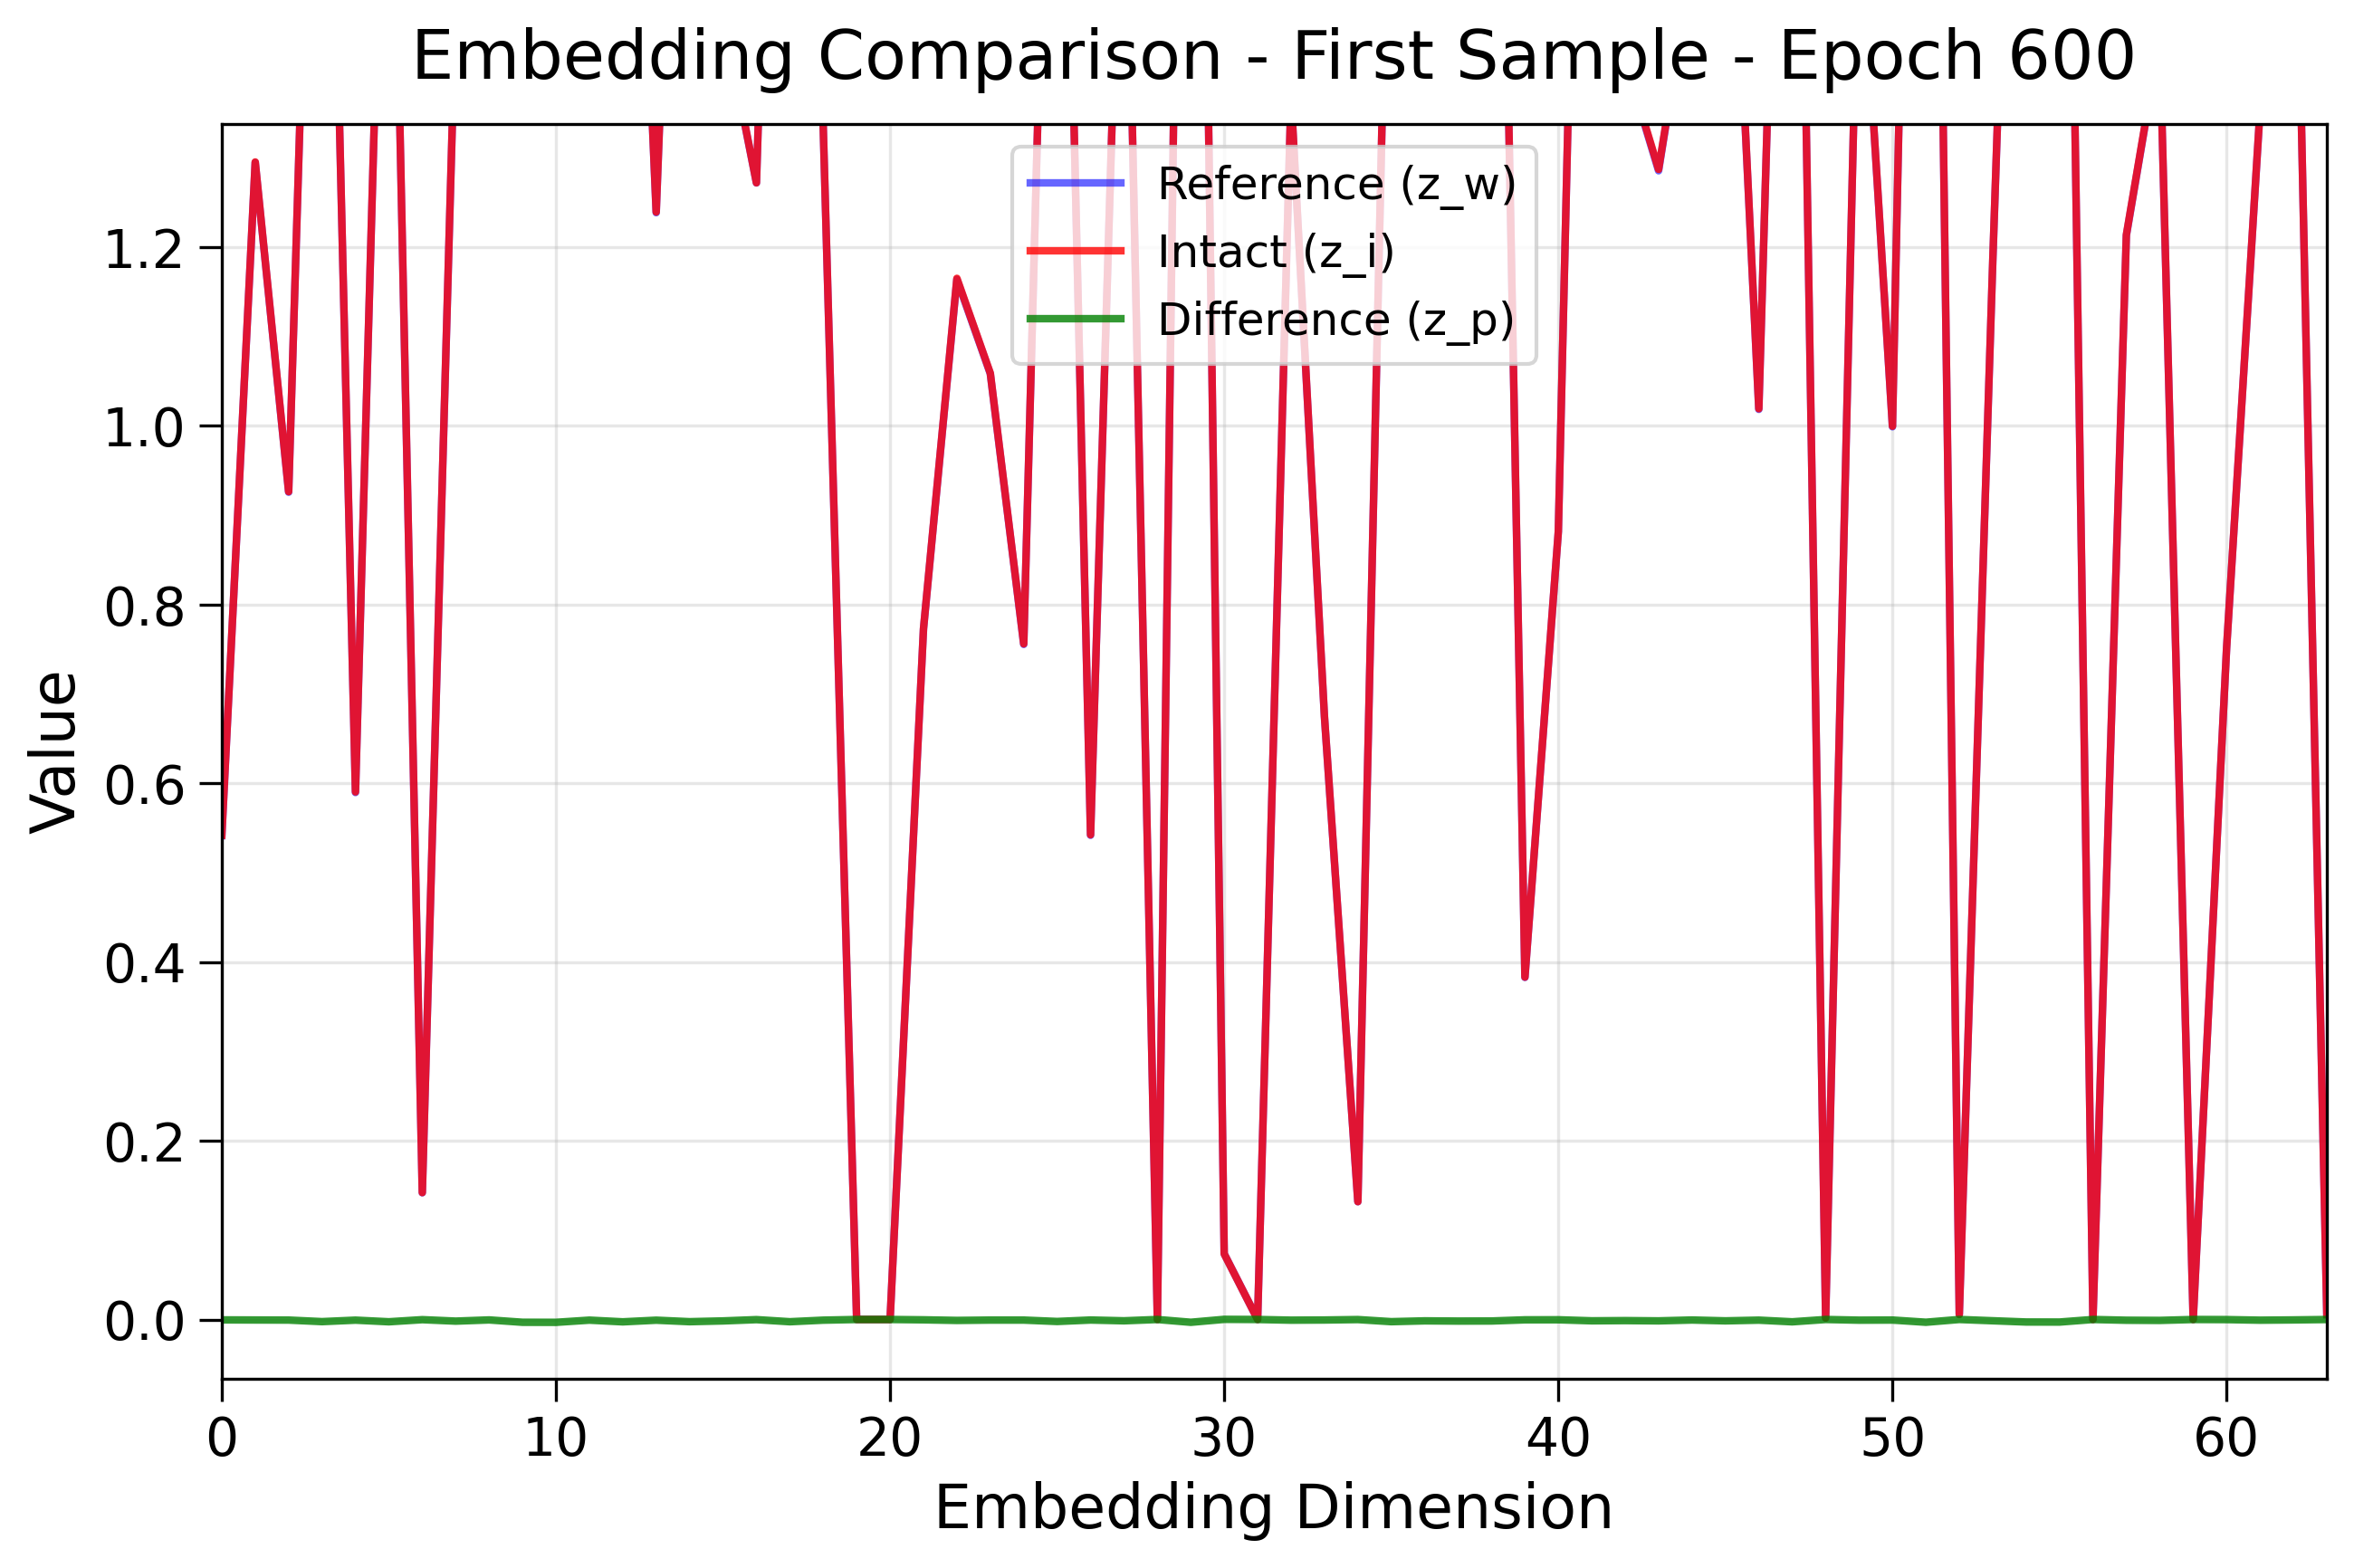 Embedding Comparison - First Sample - Epoch 600
Reference (z_w)
Intact (z_i)
Difference (z_p)
Value
1.2
1.0
0.8
0.6
0.4
0.2
0.0
0 10 20 30 40 50 60
Embedding Dimension